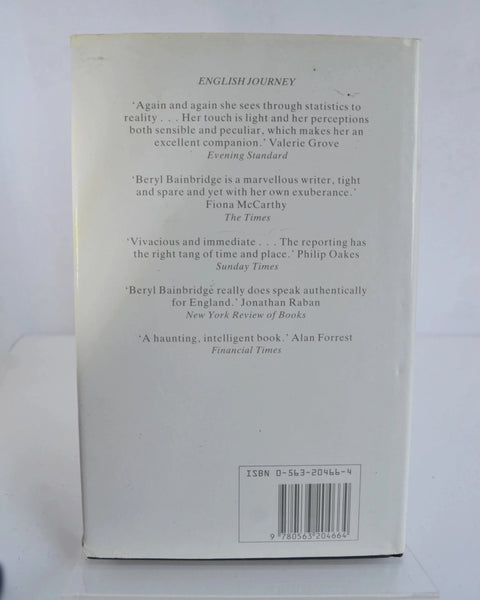 ENGLISH JOURNEY
‘Again and again she sees through statistics to
reality . . . Her touch is light and her perceptions
both sensible and peculiar, which makes her an
excellent companion.’ Valerie Grove
Evening Standard
‘Beryl Bainbridge is a marvellous writer, tight
and spare and yet with her own exuberance.’
Fiona McCarthy
The Times
‘Vivacious and immediate . . . The reporting has
the right tang of time and place.’ Philip Oakes
Sunday Times
‘Beryl Bainbridge really does speak authentically
for England.’ Jonathan Raban
New York Review of Books
‘A haunting, intelligent book.’ Alan Forrest
Financial Times
ISBN 0-563-20466-4
9 780563 204664